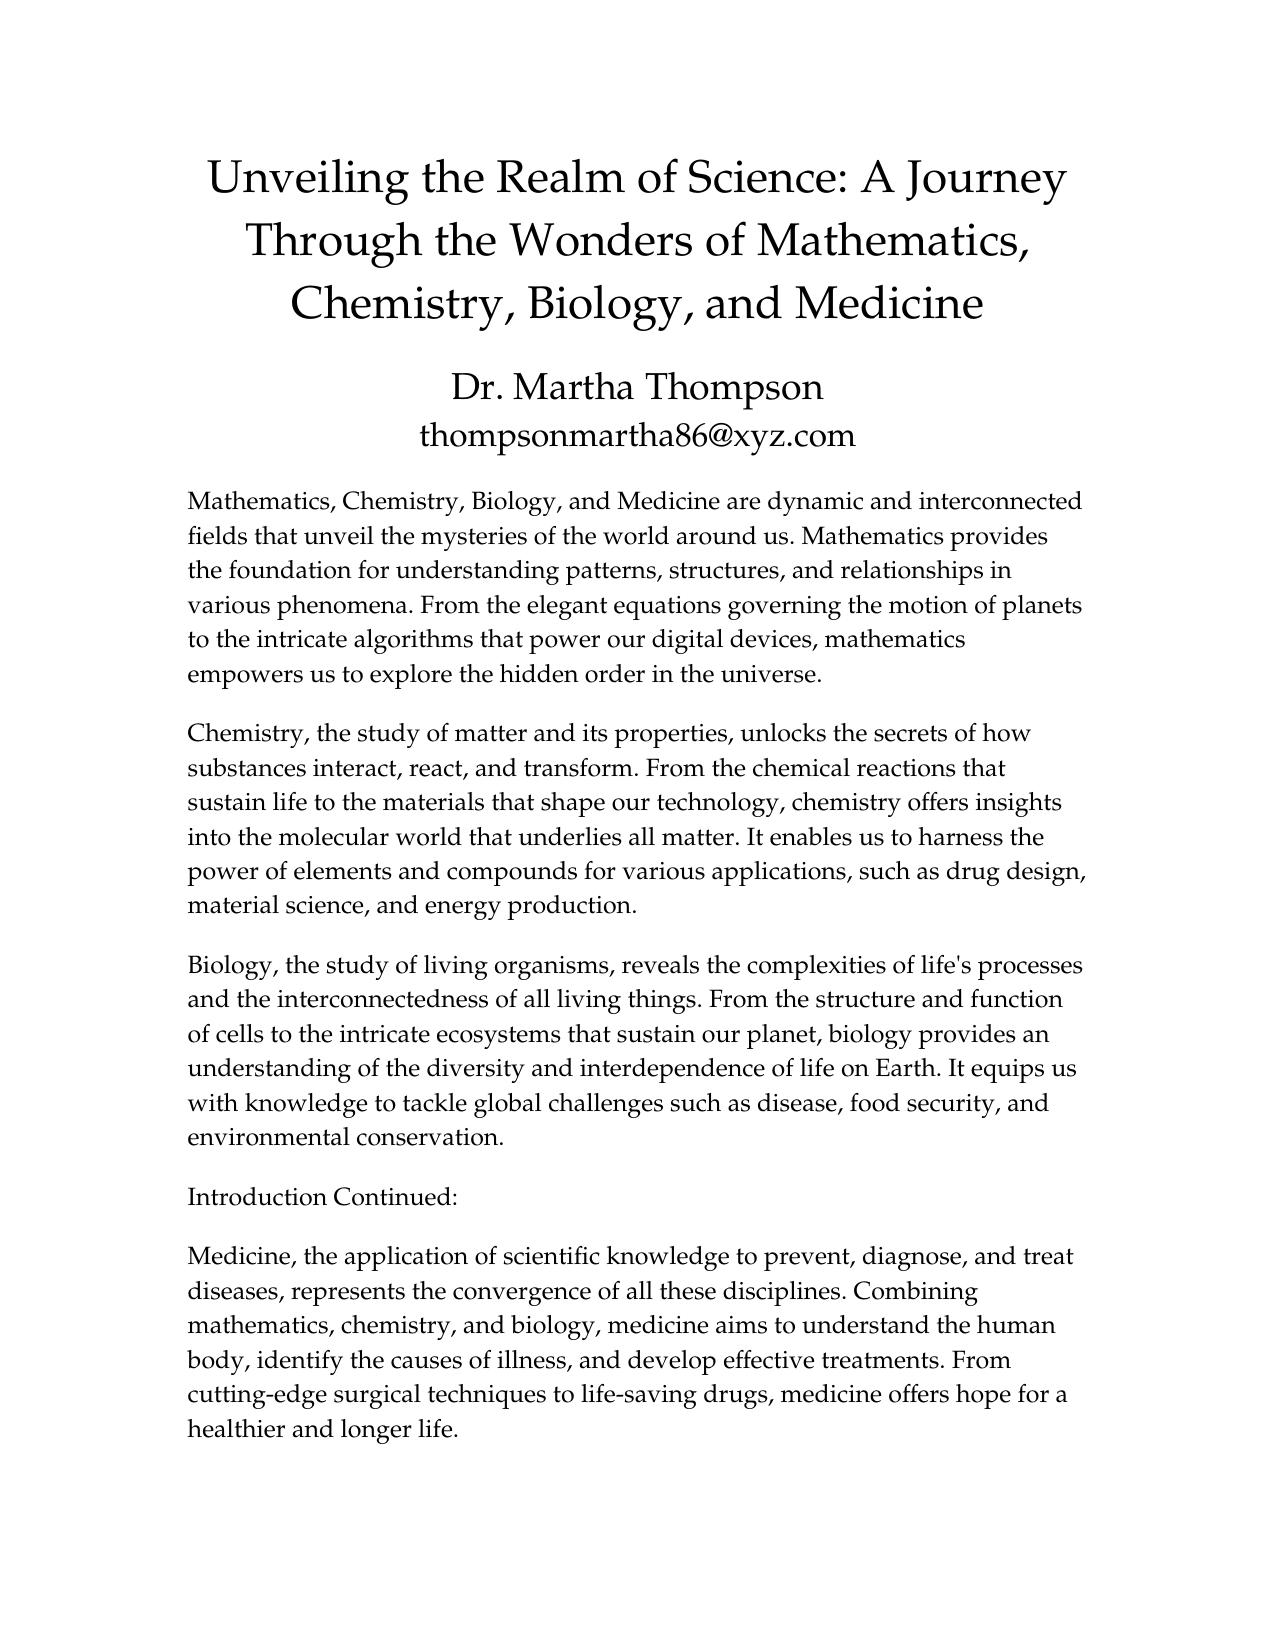 Unveiling the Realm of Science: A Journey
Through the Wonders of Mathematics,
Chemistry, Biology, and Medicine
Dr. Martha Thompson
thompsonmartha86@xyz.com
Mathematics, Chemistry, Biology, and Medicine are dynamic and interconnected
fields that unveil the mysteries of the world around us. Mathematics provides
the foundation for understanding patterns, structures, and relationships in
various phenomena. From the elegant equations governing the motion of planets
to the intricate algorithms that power our digital devices, mathematics
empowers us to explore the hidden order in the universe.
Chemistry, the study of matter and its properties, unlocks the secrets of how
substances interact, react, and transform. From the chemical reactions that
sustain life to the materials that shape our technology, chemistry offers insights
into the molecular world that underlies all matter. It enables us to harness the
power of elements and compounds for various applications, such as drug design,
material science, and energy production.
Biology, the study of living organisms, reveals the complexities of life's processes
and the interconnectedness of all living things. From the structure and function
of cells to the intricate ecosystems that sustain our planet, biology provides an
understanding of the diversity and interdependence of life on Earth. It equips us
with knowledge to tackle global challenges such as disease, food security, and
environmental conservation.
Introduction Continued:
Medicine, the application of scientific knowledge to prevent, diagnose, and treat
diseases, represents the convergence of all these disciplines. Combining
mathematics, chemistry, and biology, medicine aims to understand the human
body, identify the causes of illness, and develop effective treatments. From
cutting-edge surgical techniques to life-saving drugs, medicine offers hope for a
healthier and longer life.